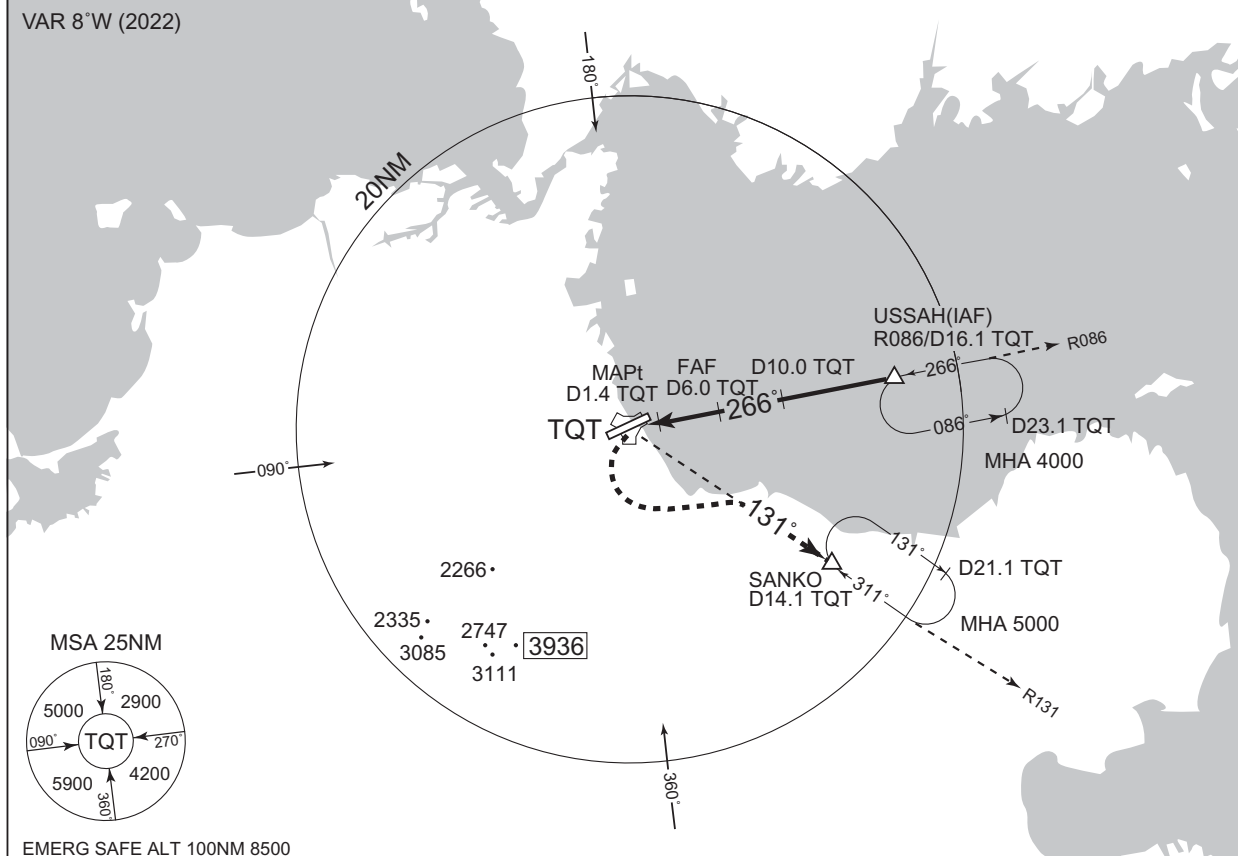 VAR 8˚W (2022)
180˚
20NM
USSAH(IAF)
R086/D16.1 TQT
R086
266˚
086˚
D23.1 TQT
MHA 4000
D10.0 TQT
FAF
D6.0 TQT
MAPt
D1.4 TQT
266˚
TQT
090˚
131˚
131˚
D21.1 TQT
SANKO
D14.1 TQT
311˚
MHA 5000
R131
2266
2335
3085
2747
3936
3111
360˚
MSA 25NM
180˚
5000
2900
090˚
TQT
270˚
5900
4200
360˚
EMERG SAFE ALT 100NM 8500